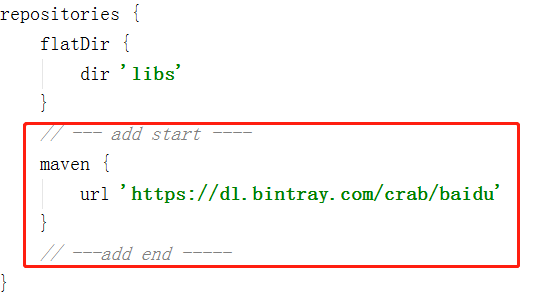 repositories {
    flatDir {
        dir 'libs'
    }
    // --- add start ----
    maven {
        url 'https://dl.bintray.com/crab/baidu'
    }
    // ---add end -----
}